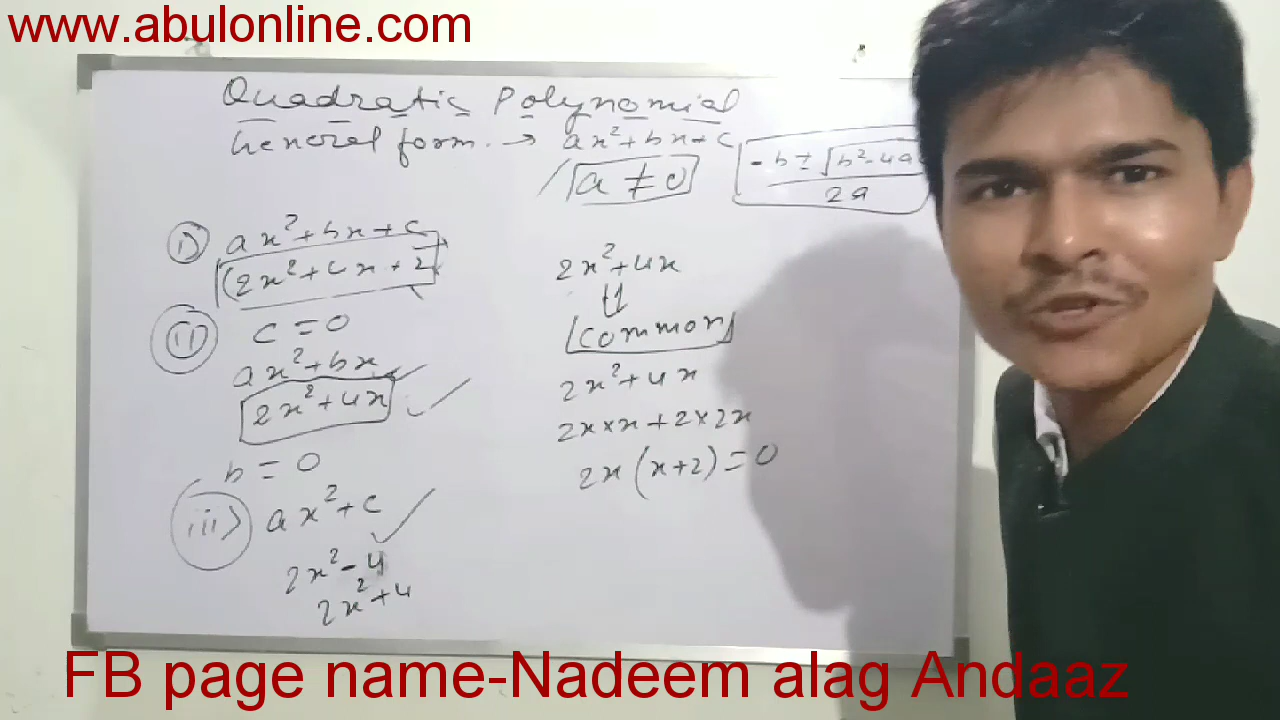 www.abulonline.com
Quadratic Polynomial
General form. → ax²+bx+c
a ≠ 0
-b ± √b²-4a
2a
i) ax²+bx+c
(2x²+4x+2
ii) c = 0
ax²+bx
2x²+4x
b = 0
iii) ax²+c
2x²-4
2x²+4
2x²+4x
⇓
Common
2x²+4x
2x×x+2×2x
2x(x+2)=0
FB page name-Nadeem alag Andaaz